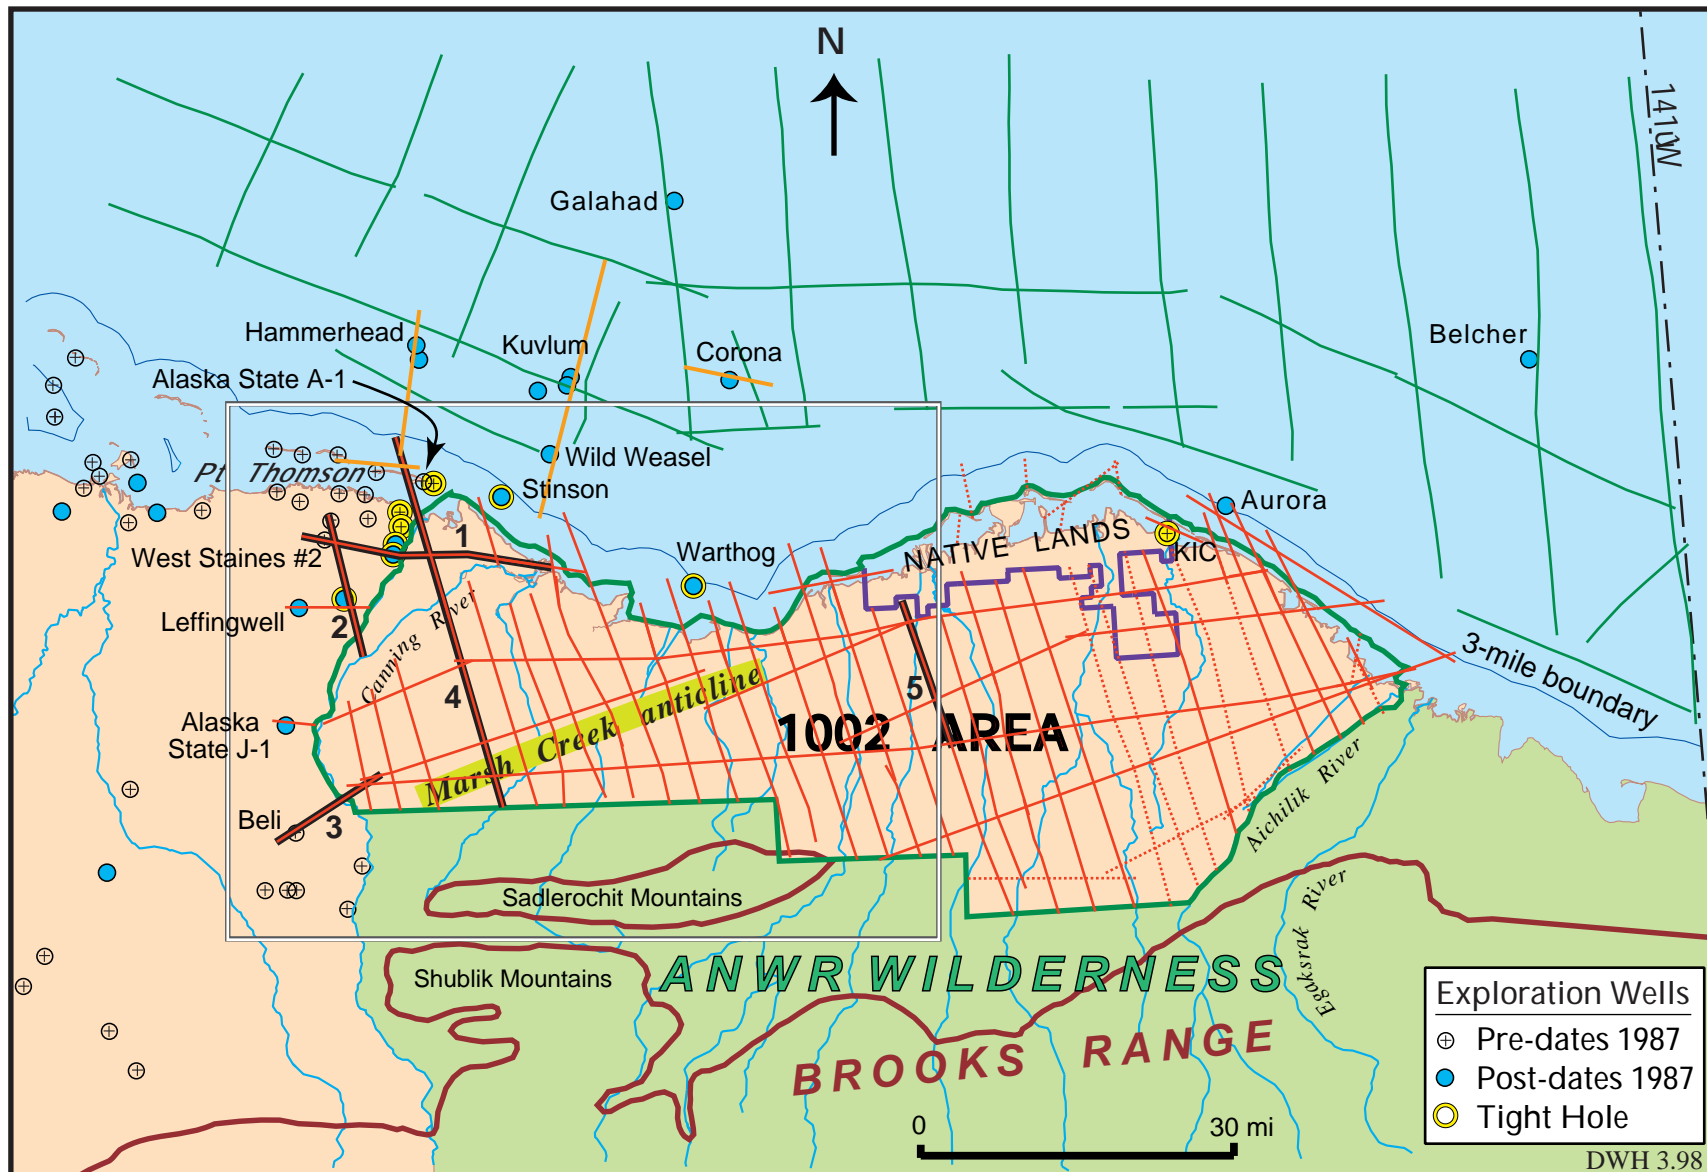 N
141oW
Galahad
Hammerhead
Kuvlum
Corona
Belcher
Alaska State A-1
Pt Thomson
Wild Weasel
Stinson
Aurora
West Staines #2
1
Warthog
NATIVE LANDS
KIC
Leffingwell
2
Canning River
3-mile boundary
4
5
Alaska
State J-1
Marsh Creek anticline
1002 AREA
Beli
3
Aichilik River
Sadlerochit Mountains
Egaksrak River
Shublik Mountains
ANWR WILDERNESS
BROOKS RANGE
0
30 mi
Exploration Wells
Pre-dates 1987
Post-dates 1987
Tight Hole
DWH 3.98